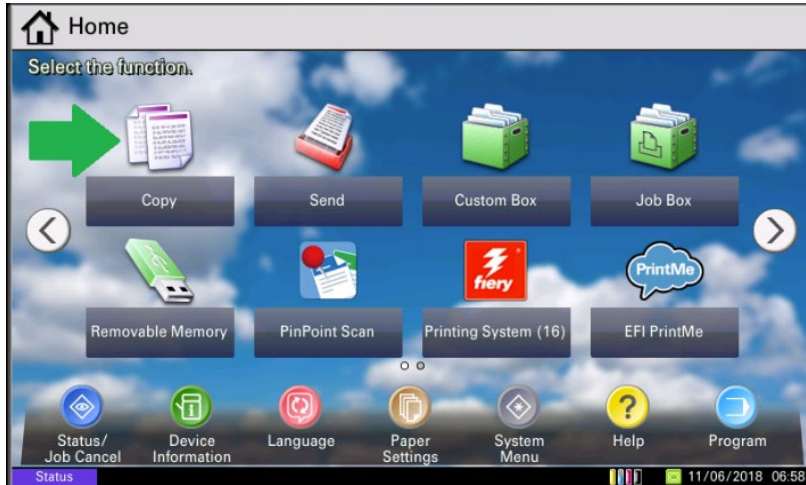 Home
Select the function.
Copy
Send
Custom Box
Job Box
fiery
PrintMe
Removable Memory
PinPoint Scan
Printing System (16)
EFI PrintMe
Status/
Job Cancel
Device
Information
Language
Paper
Settings
System
Menu
Help
Program
Status
11/06/2018 06:58